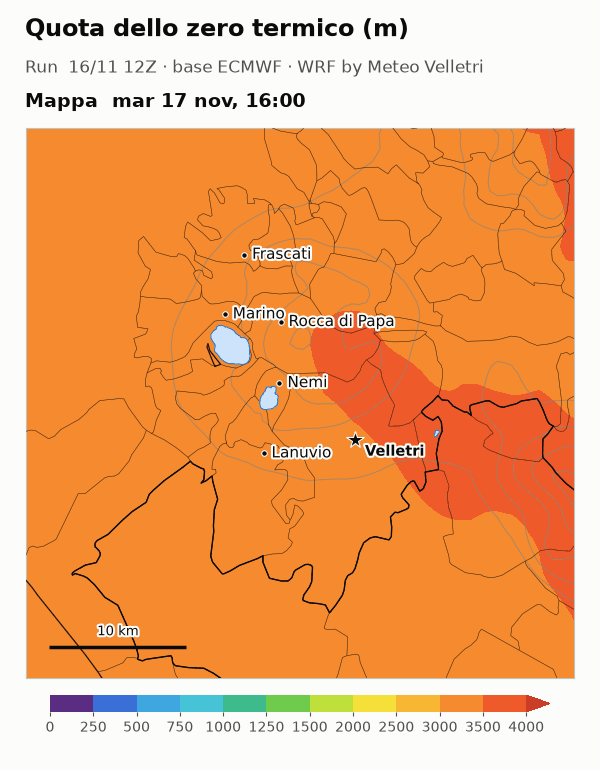 Quota dello zero termico (m)
Run  16/11 12Z · base ECMWF · WRF by Meteo Velletri
Mappa  mar 17 nov, 16:00
Frascati
Marino
Rocca di Papa
Nemi
Velletri
Lanuvio
10 km
0 250 500 750 1000 1250 1500 2000 2500 3000 3500 4000